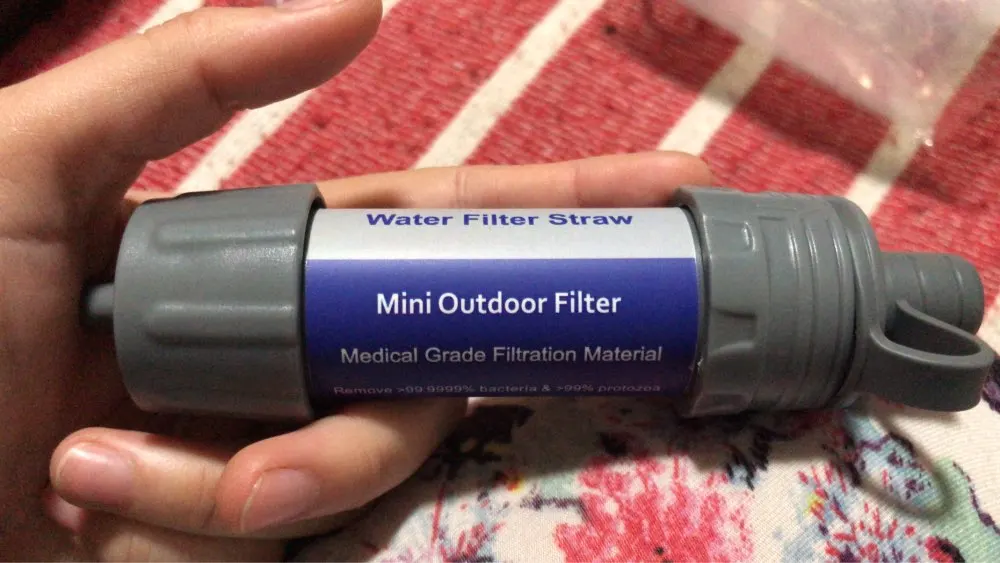 Water Filter Straw
Mini Outdoor Filter
Medical Grade Filtration Material
Remove >99.9999% bacteria & >99% protozoa